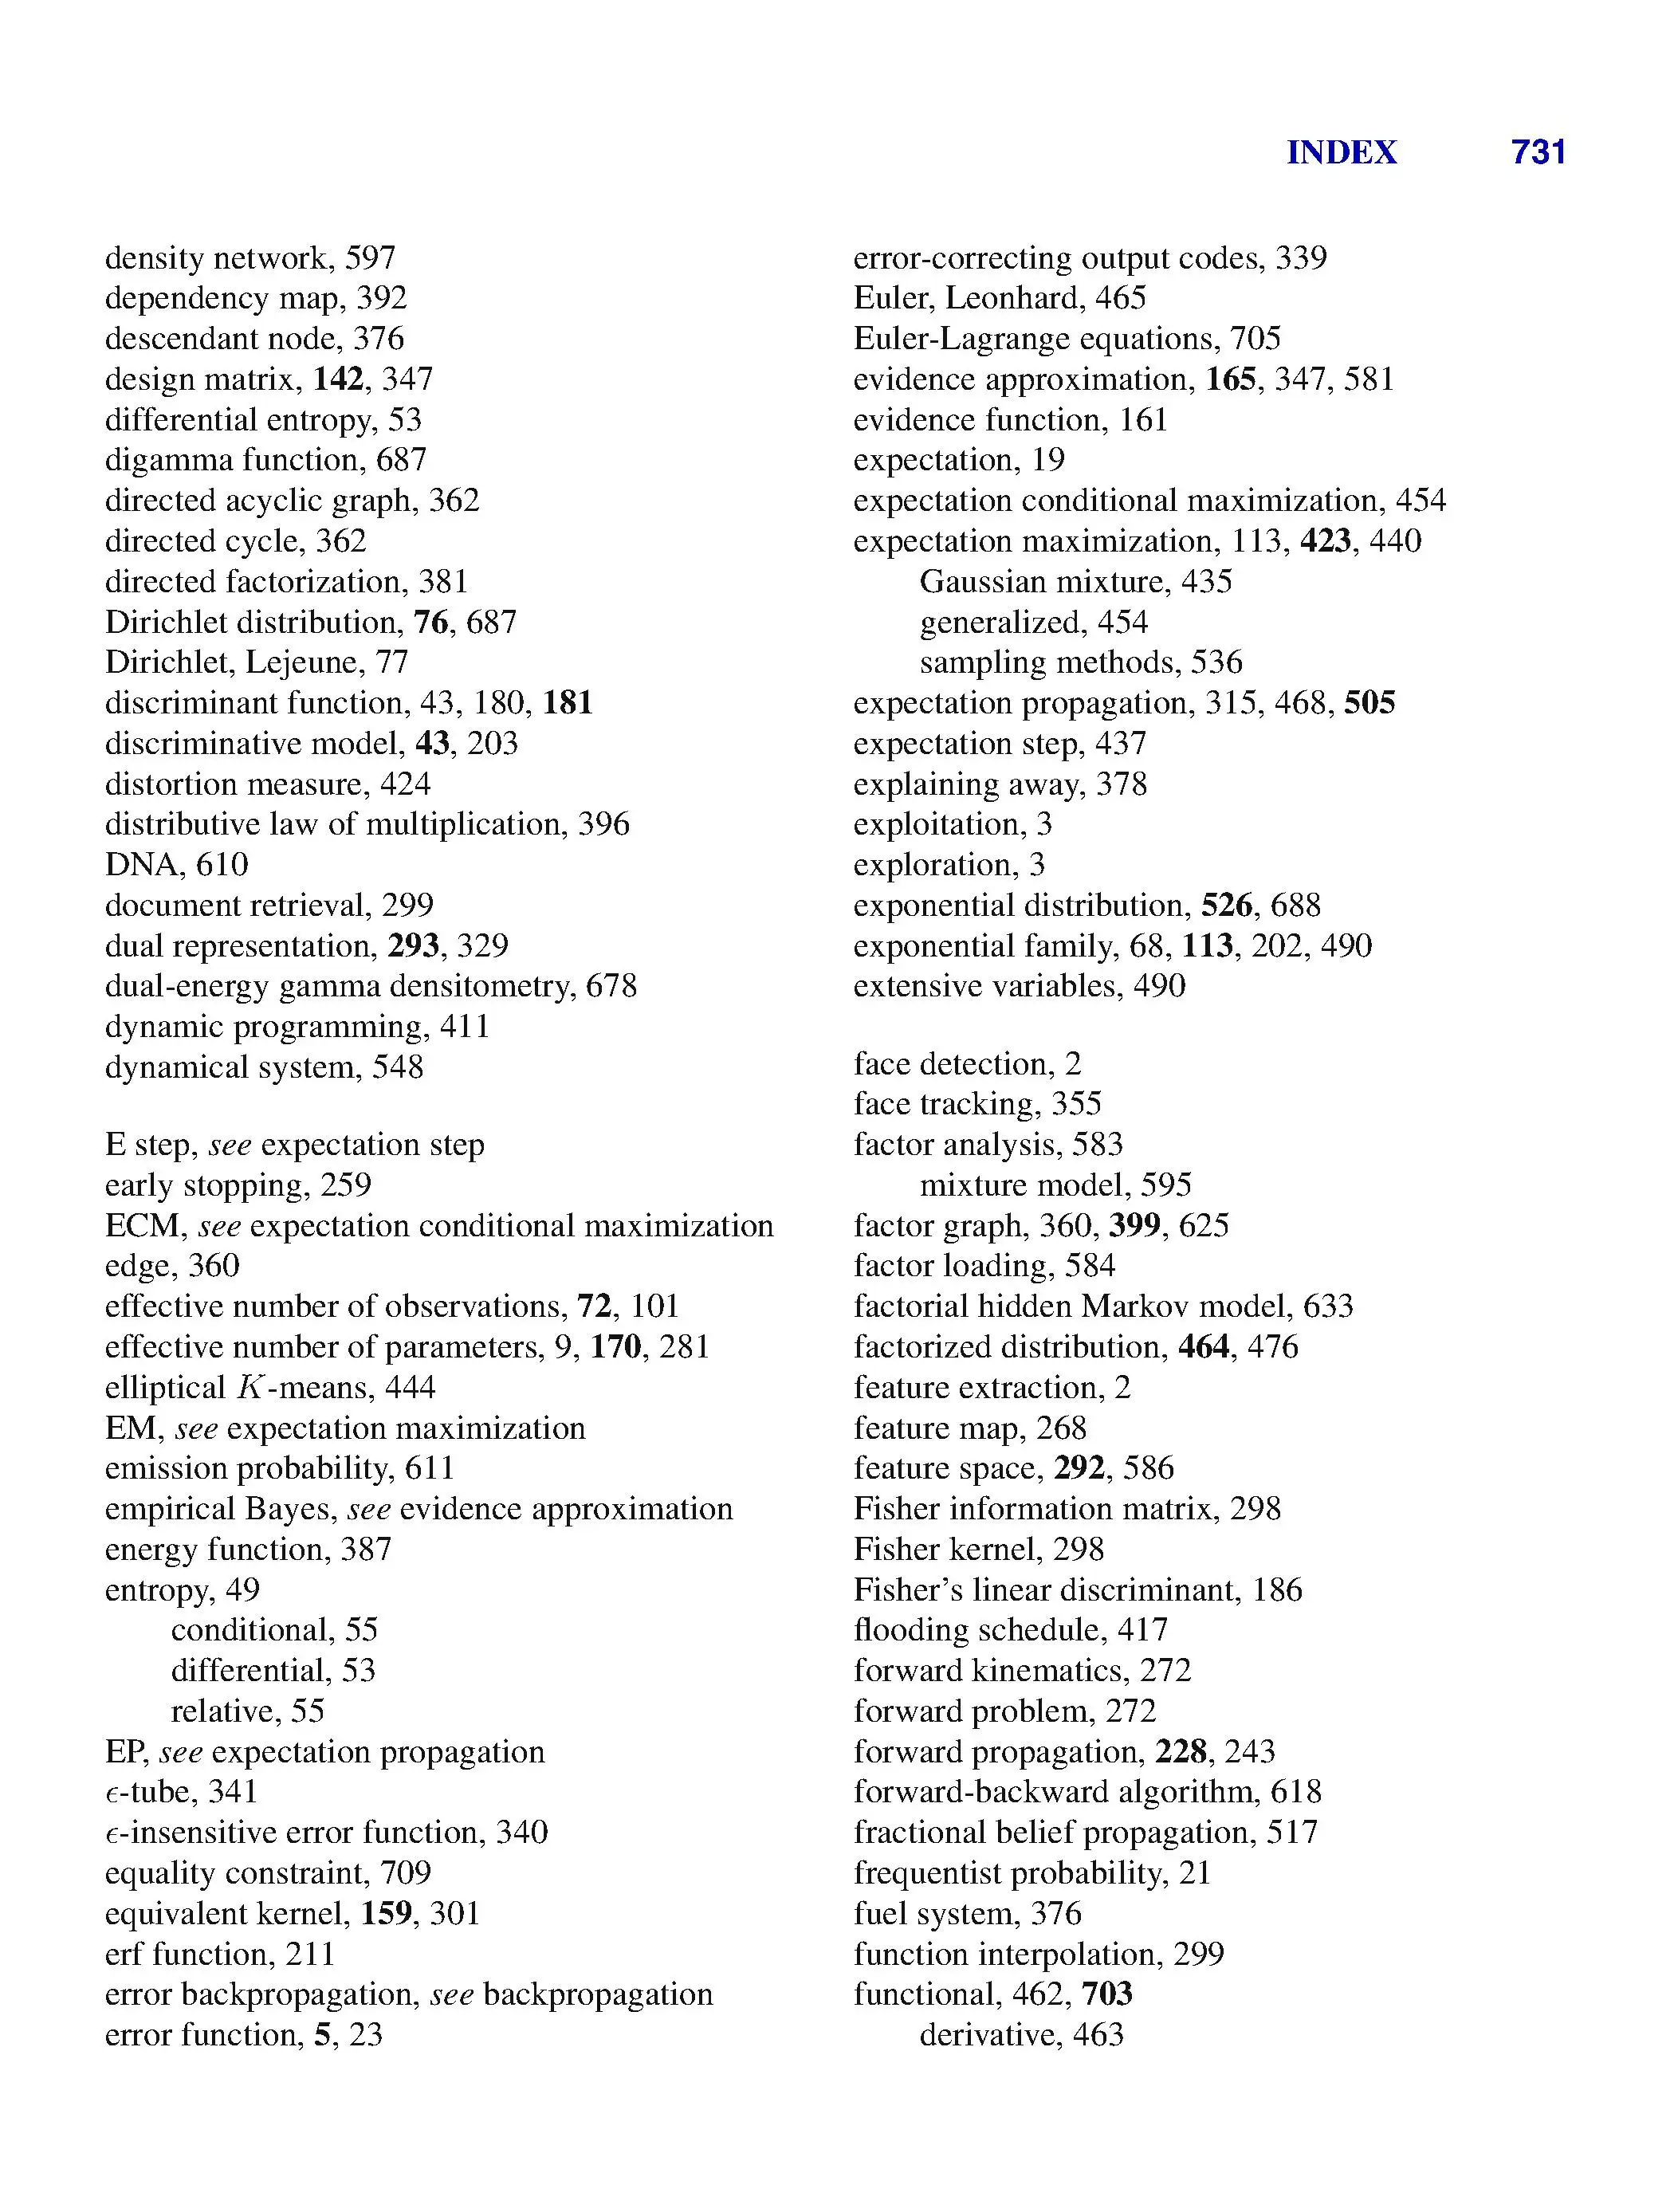 INDEX 731
density network, 597
dependency map, 392
descendant node, 376
design matrix, 142, 347
differential entropy, 53
digamma function, 687
directed acyclic graph, 362
directed cycle, 362
directed factorization, 381
Dirichlet distribution, 76, 687
Dirichlet, Lejeune, 77
discriminant function, 43, 180, 181
discriminative model, 43, 203
distortion measure, 424
distributive law of multiplication, 396
DNA, 610
document retrieval, 299
dual representation, 293, 329
dual-energy gamma densitometry, 678
dynamic programming, 411
dynamical system, 548
E step, see expectation step
early stopping, 259
ECM, see expectation conditional maximization
edge, 360
effective number of observations, 72, 101
effective number of parameters, 9, 170, 281
elliptical K-means, 444
EM, see expectation maximization
emission probability, 611
empirical Bayes, see evidence approximation
energy function, 387
entropy, 49
conditional, 55
differential, 53
relative, 55
EP, see expectation propagation
ϵ-tube, 341
ϵ-insensitive error function, 340
equality constraint, 709
equivalent kernel, 159, 301
erf function, 211
error backpropagation, see backpropagation
error function, 5, 23
error-correcting output codes, 339
Euler, Leonhard, 465
Euler-Lagrange equations, 705
evidence approximation, 165, 347, 581
evidence function, 161
expectation, 19
expectation conditional maximization, 454
expectation maximization, 113, 423, 440
Gaussian mixture, 435
generalized, 454
sampling methods, 536
expectation propagation, 315, 468, 505
expectation step, 437
explaining away, 378
exploitation, 3
exploration, 3
exponential distribution, 526, 688
exponential family, 68, 113, 202, 490
extensive variables, 490
face detection, 2
face tracking, 355
factor analysis, 583
mixture model, 595
factor graph, 360, 399, 625
factor loading, 584
factorial hidden Markov model, 633
factorized distribution, 464, 476
feature extraction, 2
feature map, 268
feature space, 292, 586
Fisher information matrix, 298
Fisher kernel, 298
Fisher's linear discriminant, 186
flooding schedule, 417
forward kinematics, 272
forward problem, 272
forward propagation, 228, 243
forward-backward algorithm, 618
fractional belief propagation, 517
frequentist probability, 21
fuel system, 376
function interpolation, 299
functional, 462, 703
derivative, 463